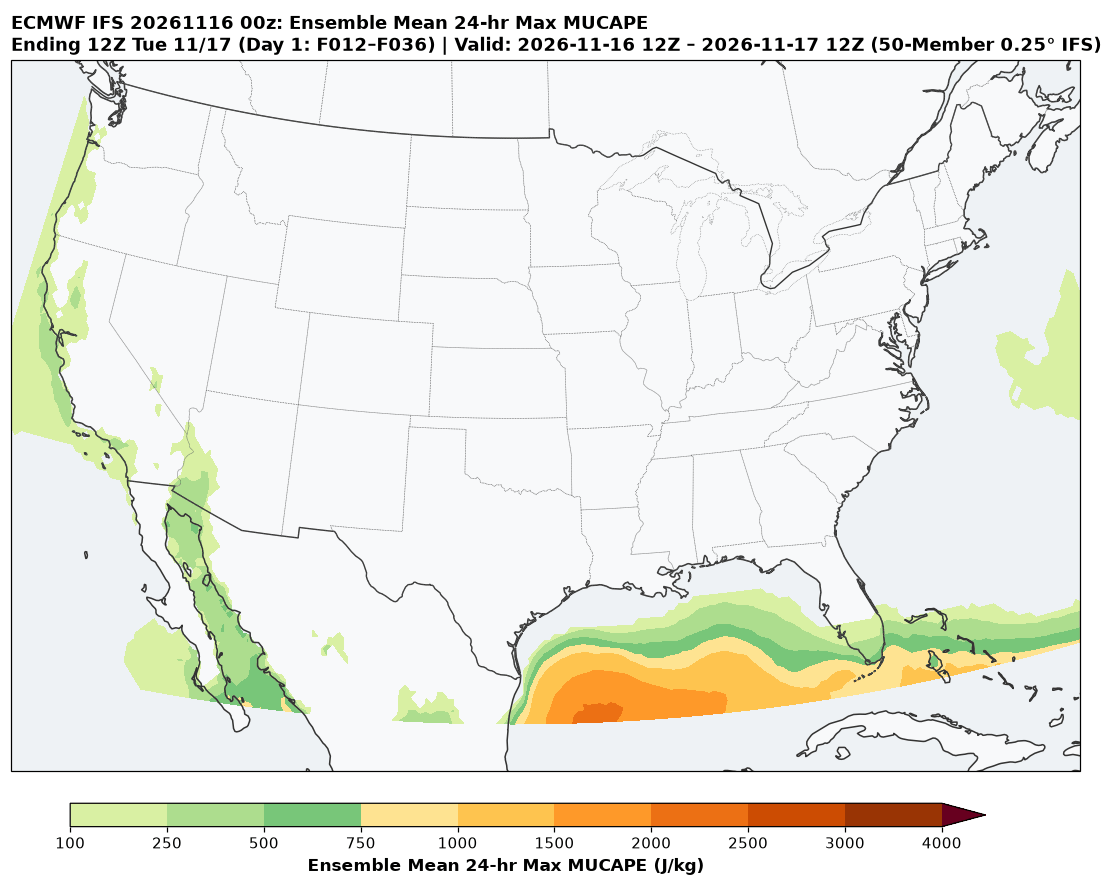 ECMWF IFS 20261116 00z: Ensemble Mean 24-hr Max MUCAPE
Ending 12Z Tue 11/17 (Day 1: F012–F036) | Valid: 2026-11-16 12Z – 2026-11-17 12Z (50-Member 0.25° IFS)
100 250 500 750 1000 1500 2000 2500 3000 4000
Ensemble Mean 24-hr Max MUCAPE (J/kg)